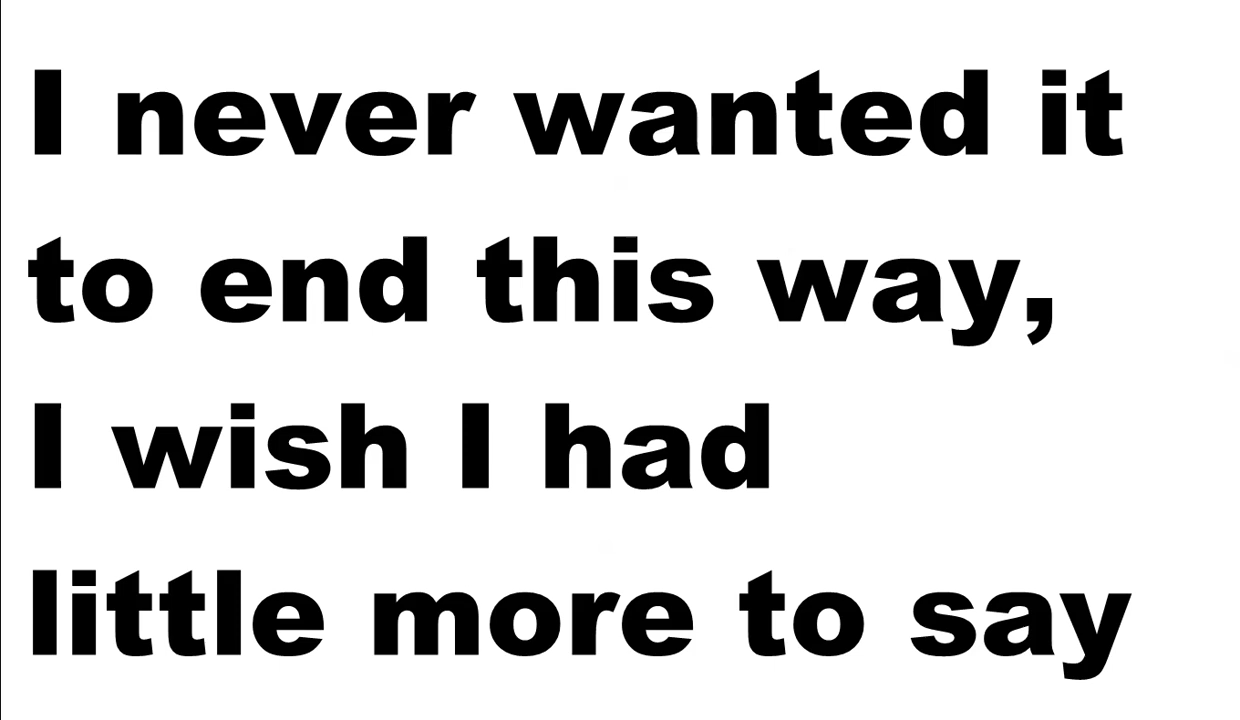 I never wanted it
to end this way,
I wish I had
little more to say